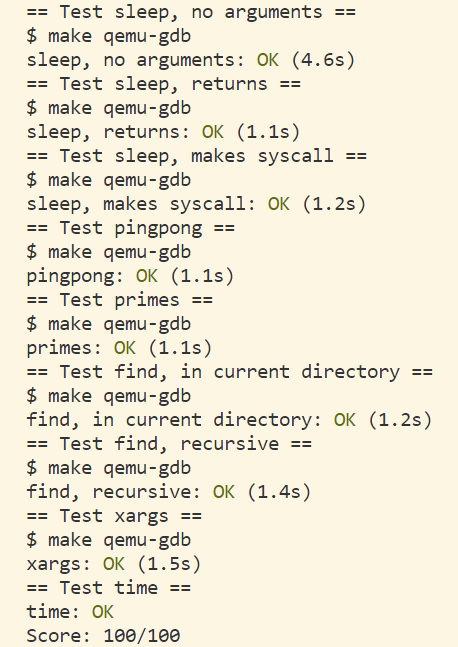 == Test sleep, no arguments ==
$ make qemu-gdb
sleep, no arguments: OK (4.6s)
== Test sleep, returns ==
$ make qemu-gdb
sleep, returns: OK (1.1s)
== Test sleep, makes syscall ==
$ make qemu-gdb
sleep, makes syscall: OK (1.2s)
== Test pingpong ==
$ make qemu-gdb
pingpong: OK (1.1s)
== Test primes ==
$ make qemu-gdb
primes: OK (1.1s)
== Test find, in current directory ==
$ make qemu-gdb
find, in current directory: OK (1.2s)
== Test find, recursive ==
$ make qemu-gdb
find, recursive: OK (1.4s)
== Test xargs ==
$ make qemu-gdb
xargs: OK (1.5s)
== Test time ==
time: OK
Score: 100/100